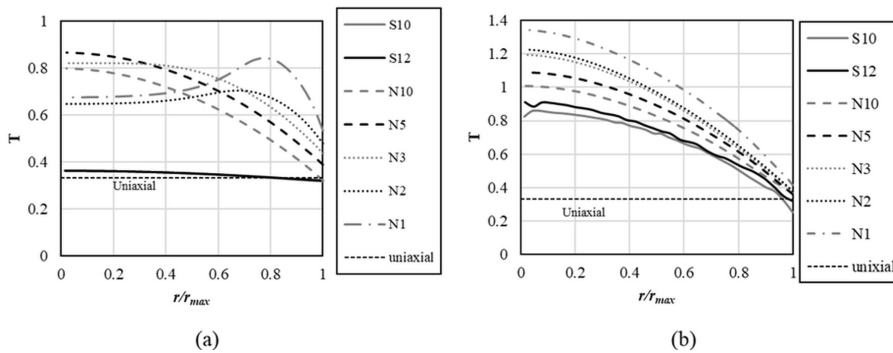 (a)
T
1
0.8
0.6
0.4
0.2
0
Uniaxial
0 0.2 0.4 0.6 0.8 1
r/rmax
S10
S12
N10
N5
N3
N2
N1
uniaxial
(a)
(b)
T
1.4
1.2
1
0.8
0.6
0.4
0.2
0
Uniaxial
0 0.2 0.4 0.6 0.8 1
r/rmax
S10
S12
N10
N5
N3
N2
N1
unixial
(b)